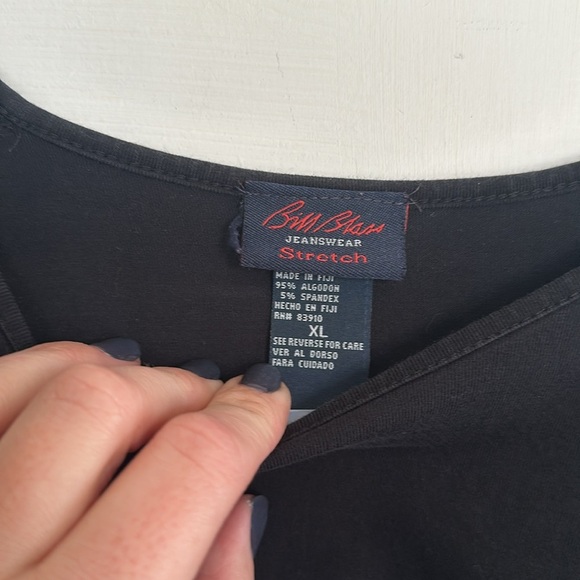 Bill Blass
JEANSWEAR
Stretch
MADE IN FIJI
95% ALGODON
5% SPANDEX
HECHO EN FIJI
RN# 83910
XL
SEE REVERSE FOR CARE
VER AL DORSO
FARA CUIDADO